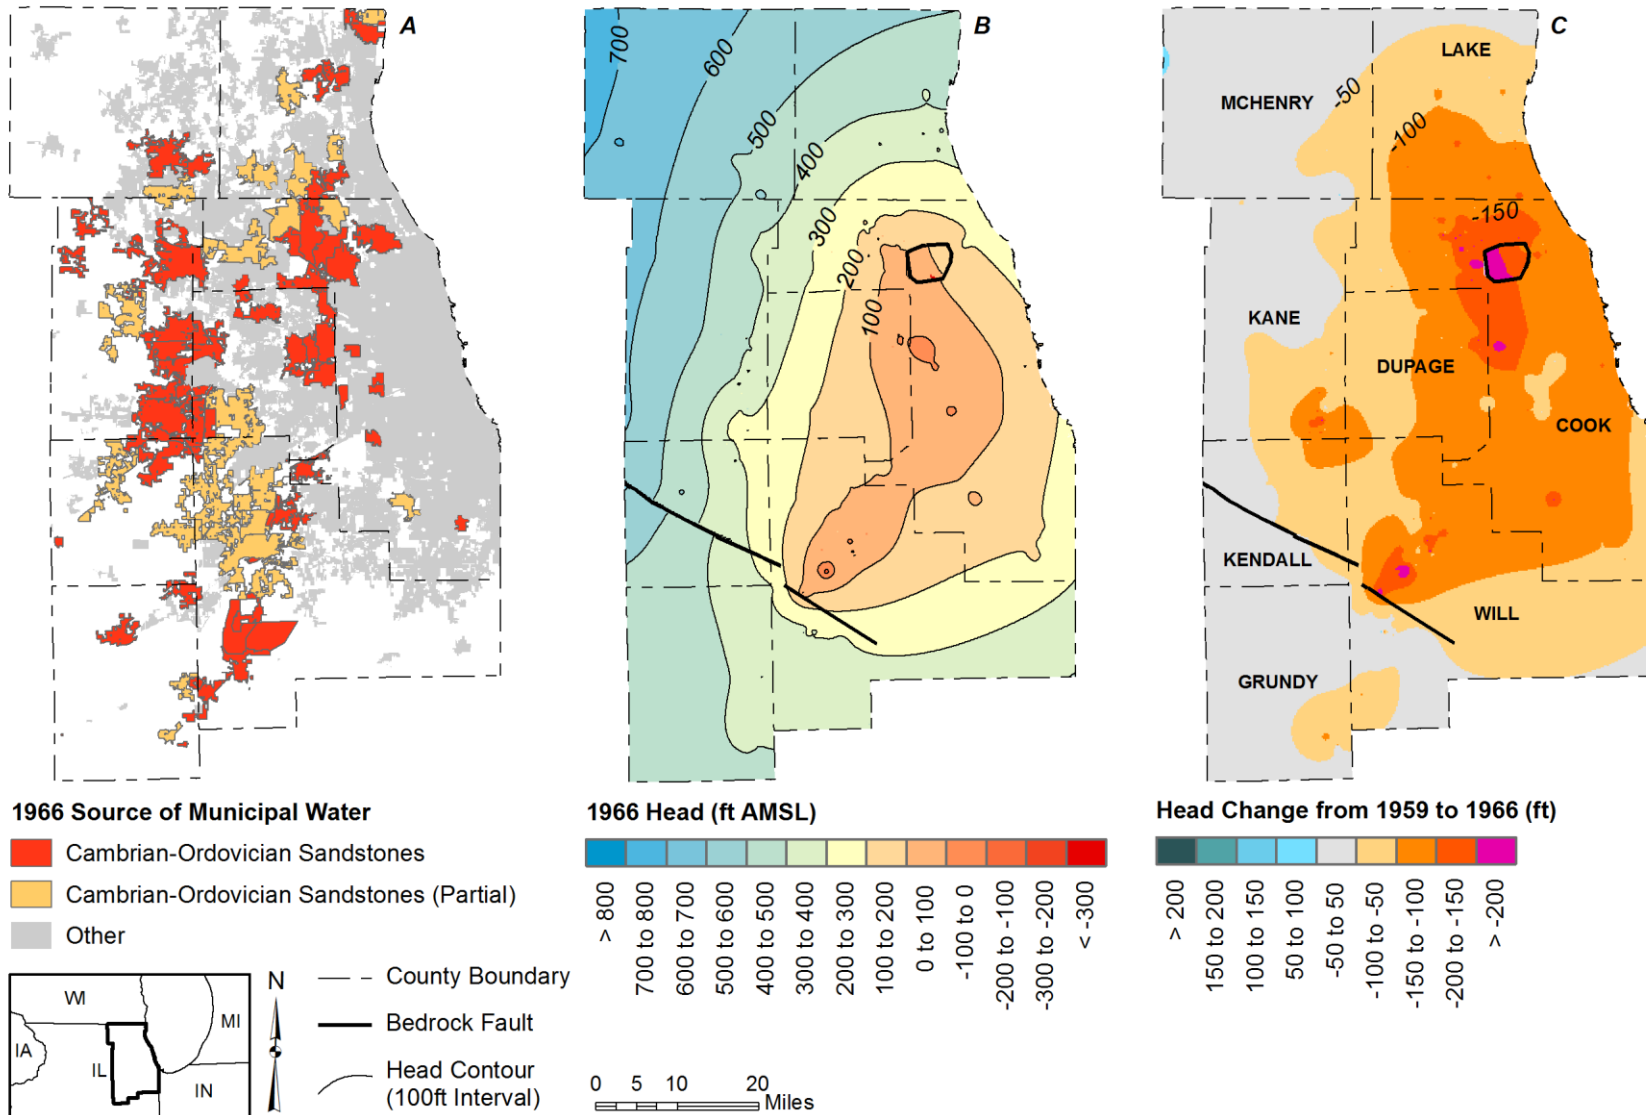 A
B
C
700
600
500
400
300
200
100
LAKE
MCHENRY
-50
-100
-150
KANE
DUPAGE
COOK
KENDALL
WILL
GRUNDY
1966 Source of Municipal Water
Cambrian-Ordovician Sandstones
Cambrian-Ordovician Sandstones (Partial)
Other
WI
MI
IA
IL
IN
N
County Boundary
Bedrock Fault
Head Contour
(100ft Interval)
1966 Head (ft AMSL)
> 800
700 to 800
600 to 700
500 to 600
400 to 500
300 to 400
200 to 300
100 to 200
0 to 100
-100 to 0
-200 to -100
-300 to -200
< -300
0 5 10 20
Miles
Head Change from 1959 to 1966 (ft)
> 200
150 to 200
100 to 150
50 to 100
-50 to 50
-100 to -50
-150 to -100
-200 to -150
> -200